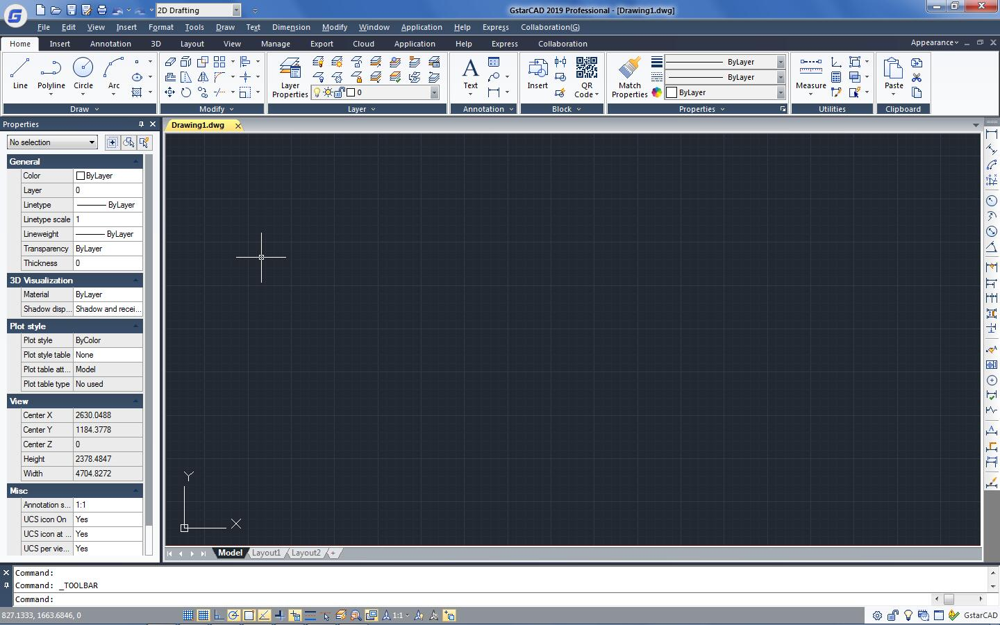 2D Drafting
GstarCAD 2019 Professional - [Drawing1.dwg]
File Edit View Insert Format Tools Draw Text Dimension Modify Window Application Help Express Collaboration(G)
Home Insert Annotation 3D Layout View Manage Export Cloud Application Help Express Collaboration Appearance
Line Polyline Circle Arc
Layer Properties
0
Text
Insert
QR Code
Match Properties
ByLayer
ByLayer
ByLayer
Measure
Paste
Draw Modify Layer Annotation Block Properties Utilities Clipboard
Properties
No selection
General
Color ByLayer
Layer 0
Linetype ByLayer
Linetype scale 1
Lineweight ByLayer
Transparency ByLayer
Thickness 0
3D Visualization
Material ByLayer
Shadow disp... Shadow and recei...
Plot style
Plot style ByColor
Plot style table None
Plot table att... Model
Plot table type No used
View
Center X 2630.0488
Center Y 1184.3778
Center Z 0
Height 2378.4847
Width 4704.8272
Misc
Annotation s... 1:1
UCS icon On Yes
UCS icon at ... Yes
UCS per vie... Yes
Drawing1.dwg
Y
X
Model Layout1 Layout2 +
Command:
Command: _TOOLBAR
Command:
827.1333, 1663.6846, 0
1:1
GstarCAD